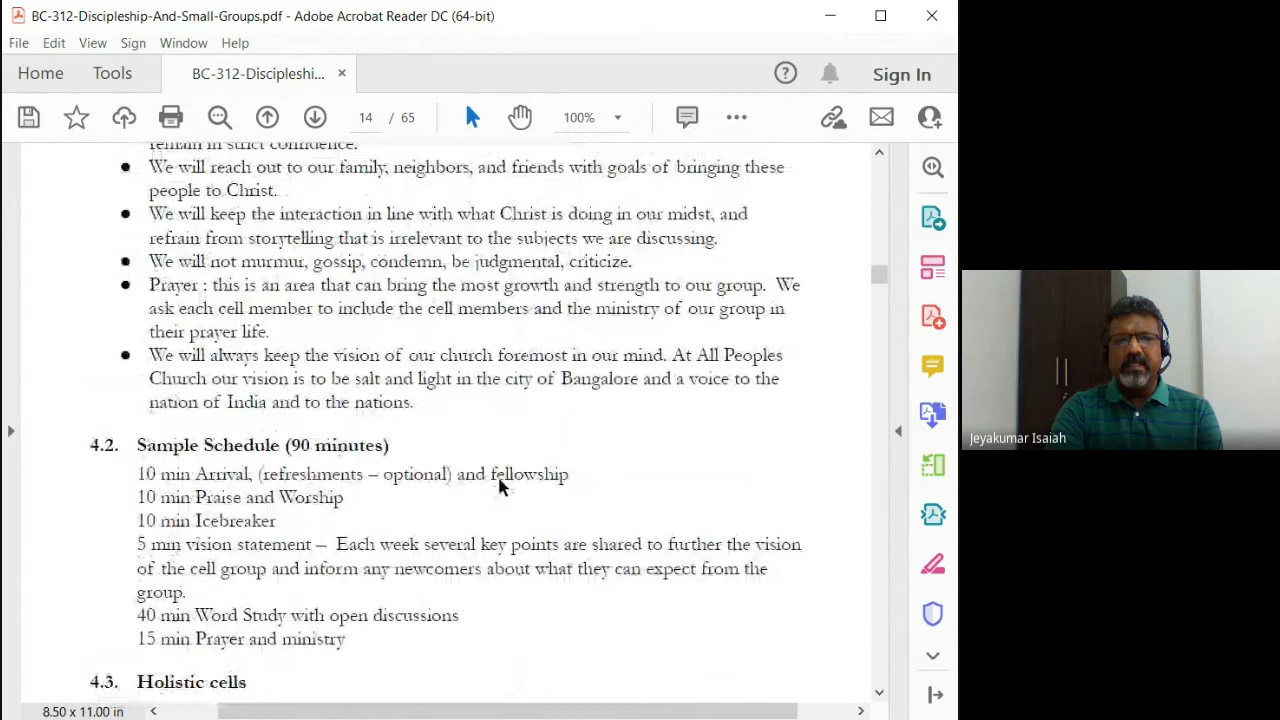 BC-312-Discipleship-And-Small-Groups.pdf - Adobe Acrobat Reader DC (64-bit)
File Edit View Sign Window Help
Home Tools BC-312-Discipleshi... × Sign In
14 / 65 100%
remain in strict confidence.
● We will reach out to our family, neighbors, and friends with goals of bringing these
people to Christ.
● We will keep the interaction in line with what Christ is doing in our midst, and
refrain from storytelling that is irrelevant to the subjects we are discussing.
● We will not murmur, gossip, condemn, be judgmental, criticize.
● Prayer : this is an area that can bring the most growth and strength to our group. We
ask each cell member to include the cell members and the ministry of our group in
their prayer life.
● We will always keep the vision of our church foremost in our mind. At All Peoples
Church our vision is to be salt and light in the city of Bangalore and a voice to the
nation of India and to the nations.
4.2. Sample Schedule (90 minutes)
10 min Arrival, (refreshments – optional) and fellowship
10 min Praise and Worship
10 min Icebreaker
5 min vision statement – Each week several key points are shared to further the vision
of the cell group and inform any newcomers about what they can expect from the
group.
40 min Word Study with open discussions
15 min Prayer and ministry
4.3. Holistic cells
8.50 x 11.00 in
Jeyakumar Isaiah